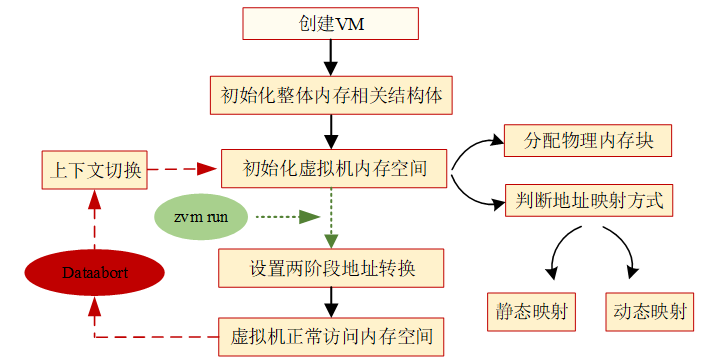 创建VM
初始化整体内存相关结构体
分配物理内存块
上下文切换
初始化虚拟机内存空间
判断地址映射方式
zvm run
Dataabort
设置两阶段地址转换
静态映射
动态映射
虚拟机正常访问内存空间